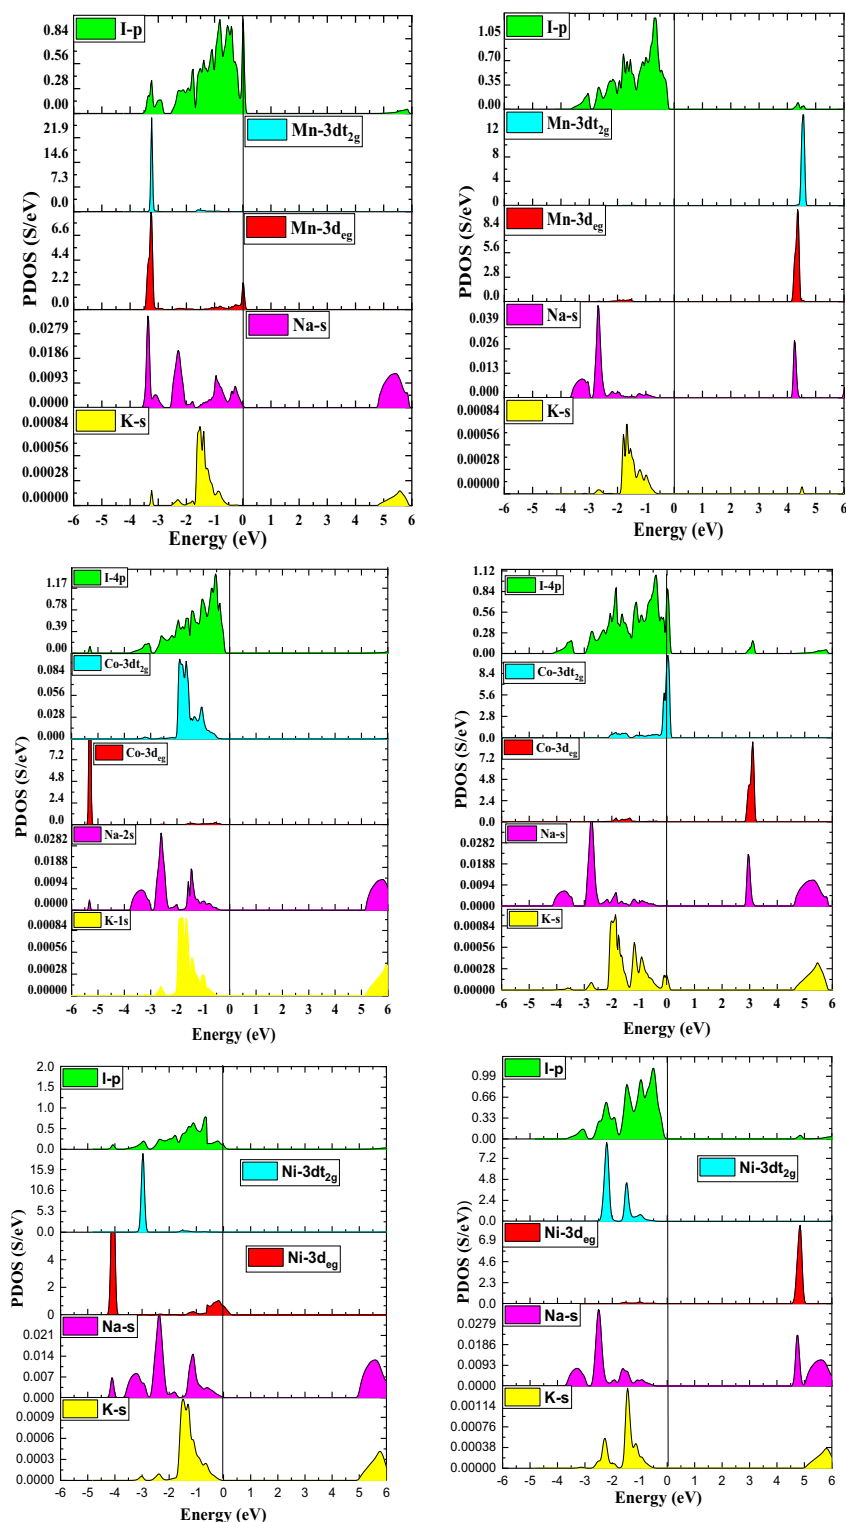 0.84
0.56
0.28
0.00
I-p
21.9
14.6
7.3
0.0
Mn-3dt2g
6.6
4.4
2.2
0.0
Mn-3deg
0.0279
0.0186
0.0093
0.0000
Na-s
0.00084
0.00056
0.00028
0.00000
K-s
-6 -5 -4 -3 -2 -1 0 1 2 3 4 5 6
Energy (eV)
PDOS (S/eV)
1.05
0.70
0.35
0.00
I-p
12
8
4
0
Mn-3dt2g
8.4
5.6
2.8
0.0
Mn-3deg
0.039
0.026
0.013
0.000
Na-s
0.00084
0.00056
0.00028
0.00000
K-s
-6 -5 -4 -3 -2 -1 0 1 2 3 4 5 6
Energy (eV)
PDOS (S/eV)
1.17
0.78
0.39
0.00
I-4p
0.084
0.056
0.028
0.000
Co-3dt2g
7.2
4.8
2.4
0.0
Co-3deg
0.0282
0.0188
0.0094
0.0000
Na-2s
0.00084
0.00056
0.00028
0.00000
K-1s
-6 -5 -4 -3 -2 -1 0 1 2 3 4 5 6
Energy (eV)
PDOS (S/eV)
1.12
0.84
0.56
0.28
0.00
I-4p
8.4
5.6
2.8
0.0
Co-3dt2g
7.2
4.8
2.4
0.0
Co-3deg
0.0282
0.0188
0.0094
0.0000
Na-s
0.00084
0.00056
0.00028
0.00000
K-s
-6 -5 -4 -3 -2 -1 0 1 2 3 4 5 6
Energy (eV)
PDOS (S/eV)
2.0
1.5
1.0
0.5
0.0
I-p
15.9
10.6
5.3
0.0
Ni-3dt2g
4
2
0
Ni-3deg
0.021
0.014
0.007
0.000
Na-s
0.0009
0.0006
0.0003
0.0000
K-s
-6 -5 -4 -3 -2 -1 0 1 2 3 4 5 6
Energy (eV)
PDOS (S/eV)
0.99
0.66
0.33
0.00
I-p
7.2
4.8
2.4
0.0
Ni-3dt2g
6.9
4.6
2.3
0.0
Ni-3deg
0.0279
0.0186
0.0093
0.0000
Na-s
0.00114
0.00076
0.00038
0.00000
K-s
-6 -5 -4 -3 -2 -1 0 1 2 3 4 5 6
Energy (eV)
PDOS (S/eV))